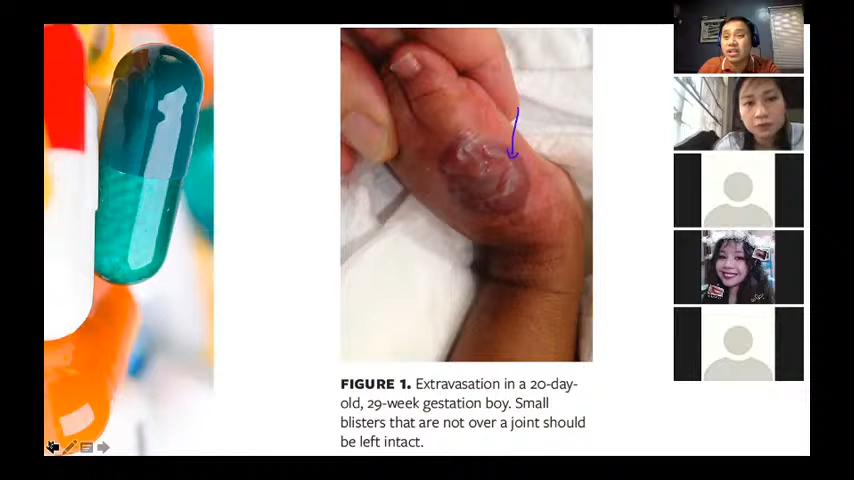 FIGURE 1. Extravasation in a 20-day-
old, 29-week gestation boy. Small
blisters that are not over a joint should
be left intact.